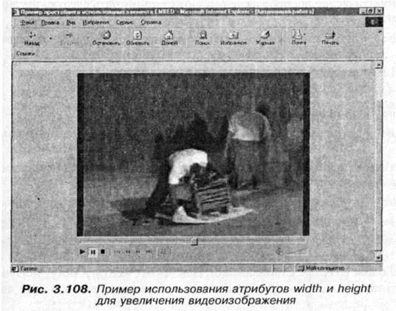 Пример простейшего использования элемента EMBED - Microsoft Internet Explorer - [Автономная работа]
Файл Правка Вид Избранное Сервис Справка
Назад Остановить Обновить Домой Поиск Избранное Журнал Почта Печать
Ссылки
Готово Мой компьютер
Рис. 3.108. Пример использования атрибутов width и height
для увеличения видеоизображения